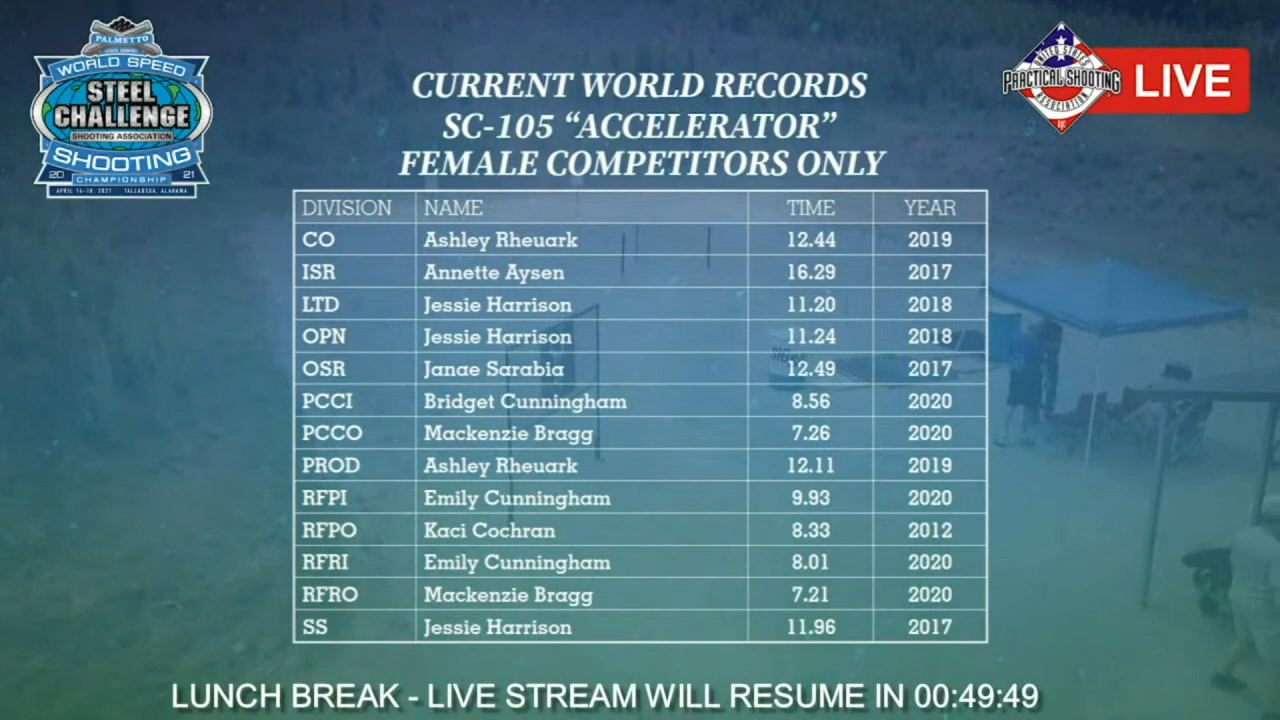 PALMETTO
WORLD SPEED
STEEL
CHALLENGE
SHOOTING ASSOCIATION
SHOOTING
20 21
CHAMPIONSHIP
APRIL 16-18, 2021 TALLADEGA, ALABAMA
UNITED STATES
PRACTICAL SHOOTING
ASSOCIATION
LIVE
CURRENT WORLD RECORDS
SC-105 “ACCELERATOR”
FEMALE COMPETITORS ONLY
DIVISION NAME TIME YEAR
CO Ashley Rheuark 12.44 2019
ISR Annette Aysen 16.29 2017
LTD Jessie Harrison 11.20 2018
OPN Jessie Harrison 11.24 2018
OSR Janae Sarabia 12.49 2017
PCCI Bridget Cunningham 8.56 2020
PCCO Mackenzie Bragg 7.26 2020
PROD Ashley Rheuark 12.11 2019
RFPI Emily Cunningham 9.93 2020
RFPO Kaci Cochran 8.33 2012
RFRI Emily Cunningham 8.01 2020
RFRO Mackenzie Bragg 7.21 2020
SS Jessie Harrison 11.96 2017
LUNCH BREAK - LIVE STREAM WILL RESUME IN 00:49:49